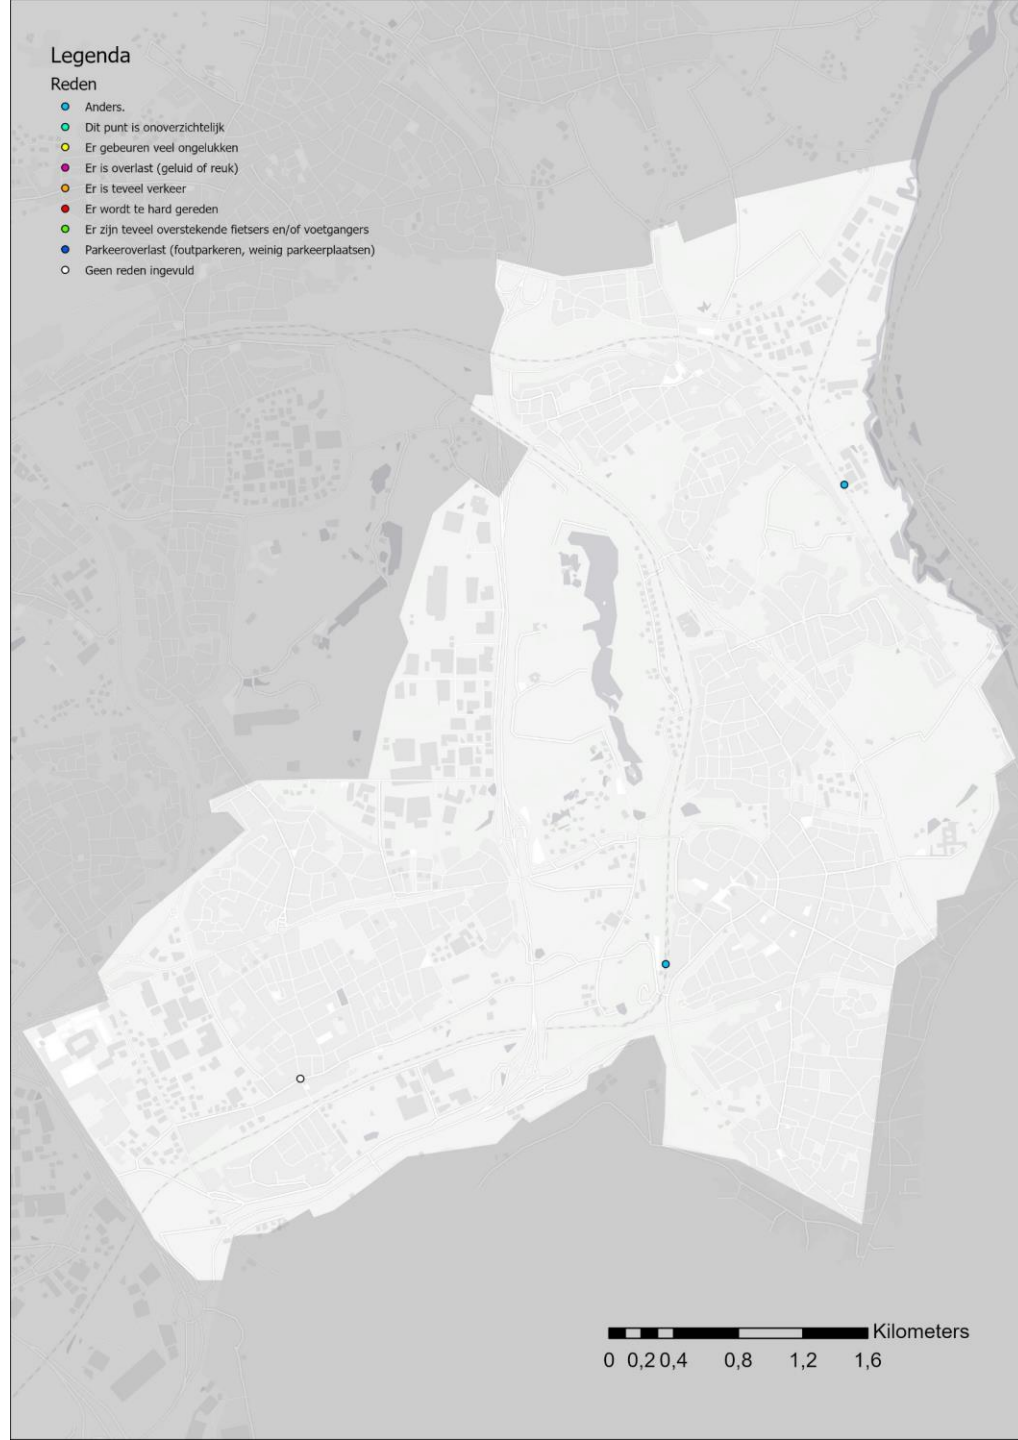 Legenda
Reden
Anders.
Dit punt is onoverzichtelijk
Er gebeuren veel ongelukken
Er is overlast (geluid of reuk)
Er is teveel verkeer
Er wordt te hard gereden
Er zijn teveel overstekende fietsers en/of voetgangers
Parkeeroverlast (foutparkeren, weinig parkeerplaatsen)
Geen reden ingevuld
Kilometers
0 0,2 0,4 0,8 1,2 1,6